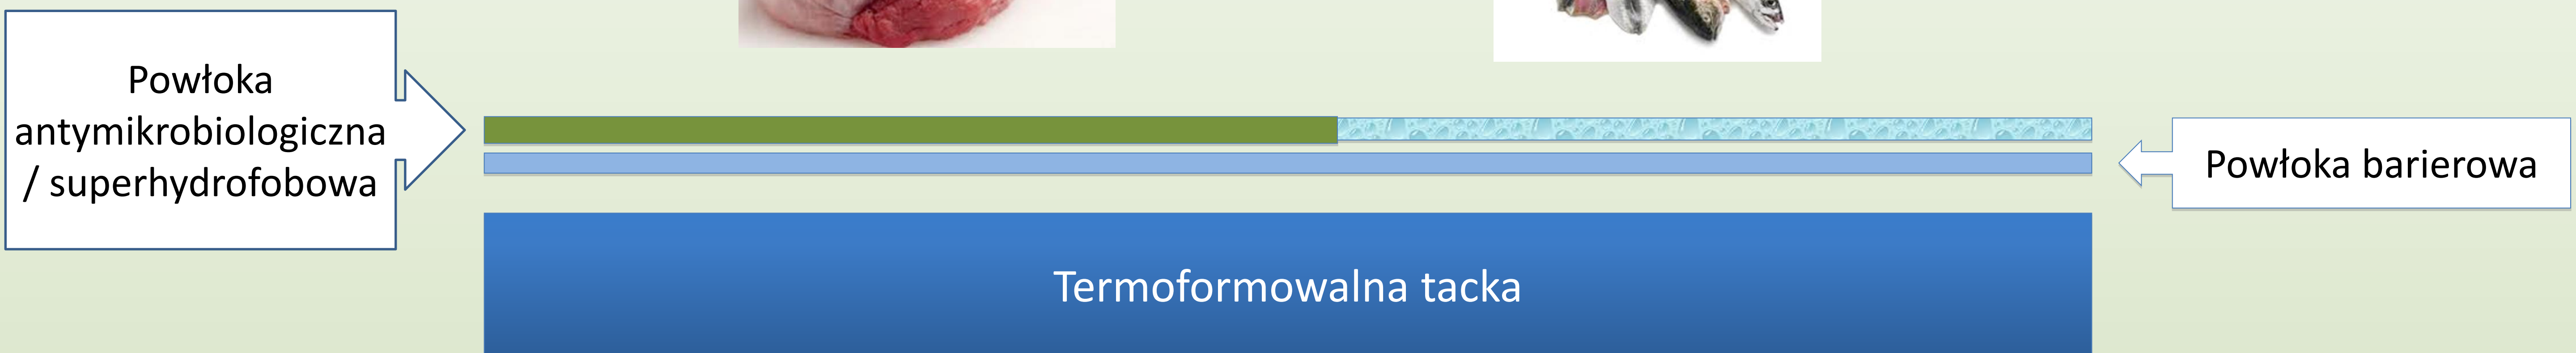 Powłoka
antymikrobiologiczna
/ superhydrofobowa
Powłoka barierowa
Termoformowalna tacka